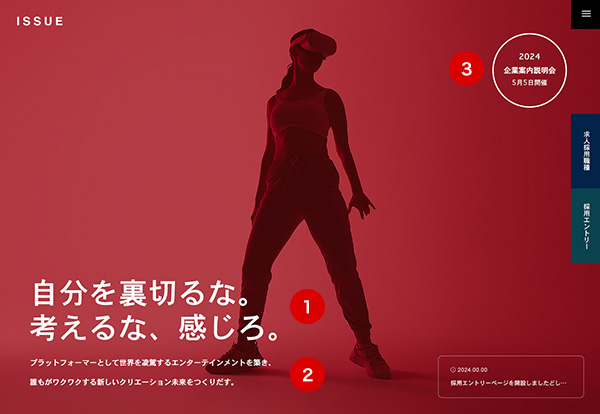 ISSUE
3
2024
企業案内説明会
5月5日開催
求人採用職種
採用エントリー
自分を裏切るな。
1
考えるな、感じろ。
プラットフォーマーとして世界を凌駕するエンターテインメントを築き、
2
誰もがワクワクする新しいクリエーション未来をつくりだす。
2024.00.00
採用エントリーページを開設しましたどし…